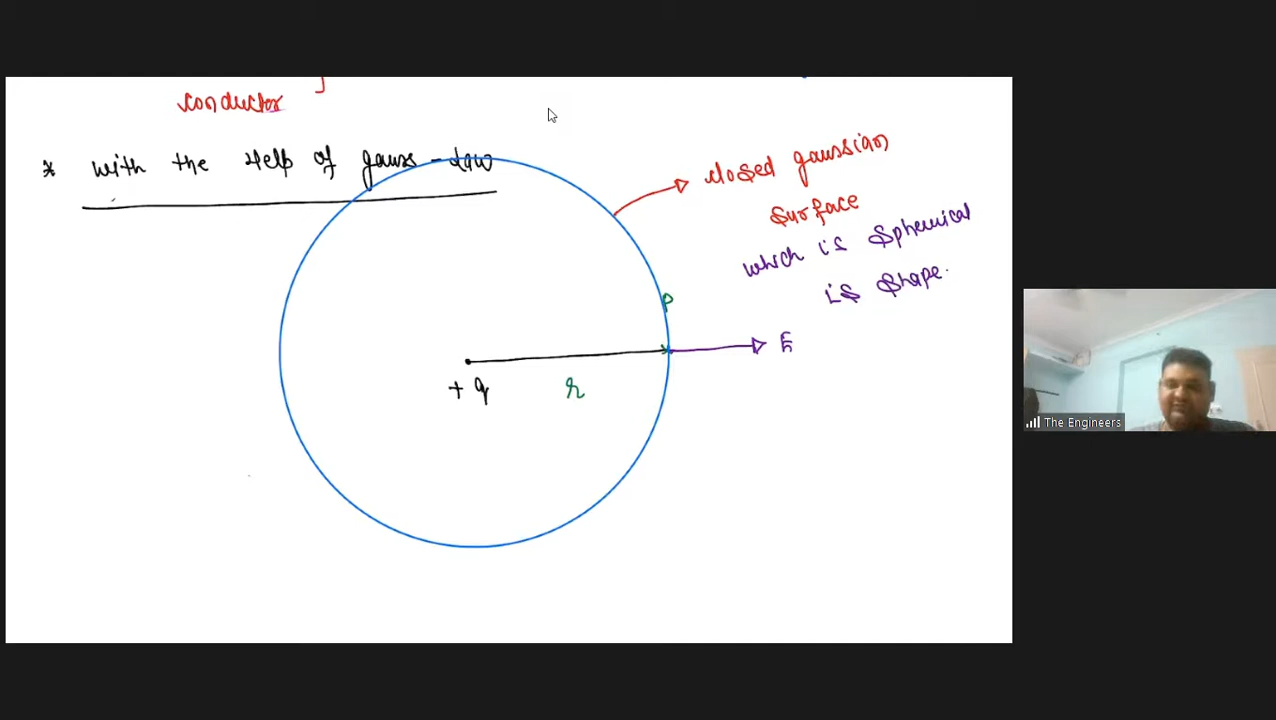 conductor
* with the Help of gauss - law
closed gaussian
surface
which is spherical
is shape.
P
E
+ q
r
The Engineers